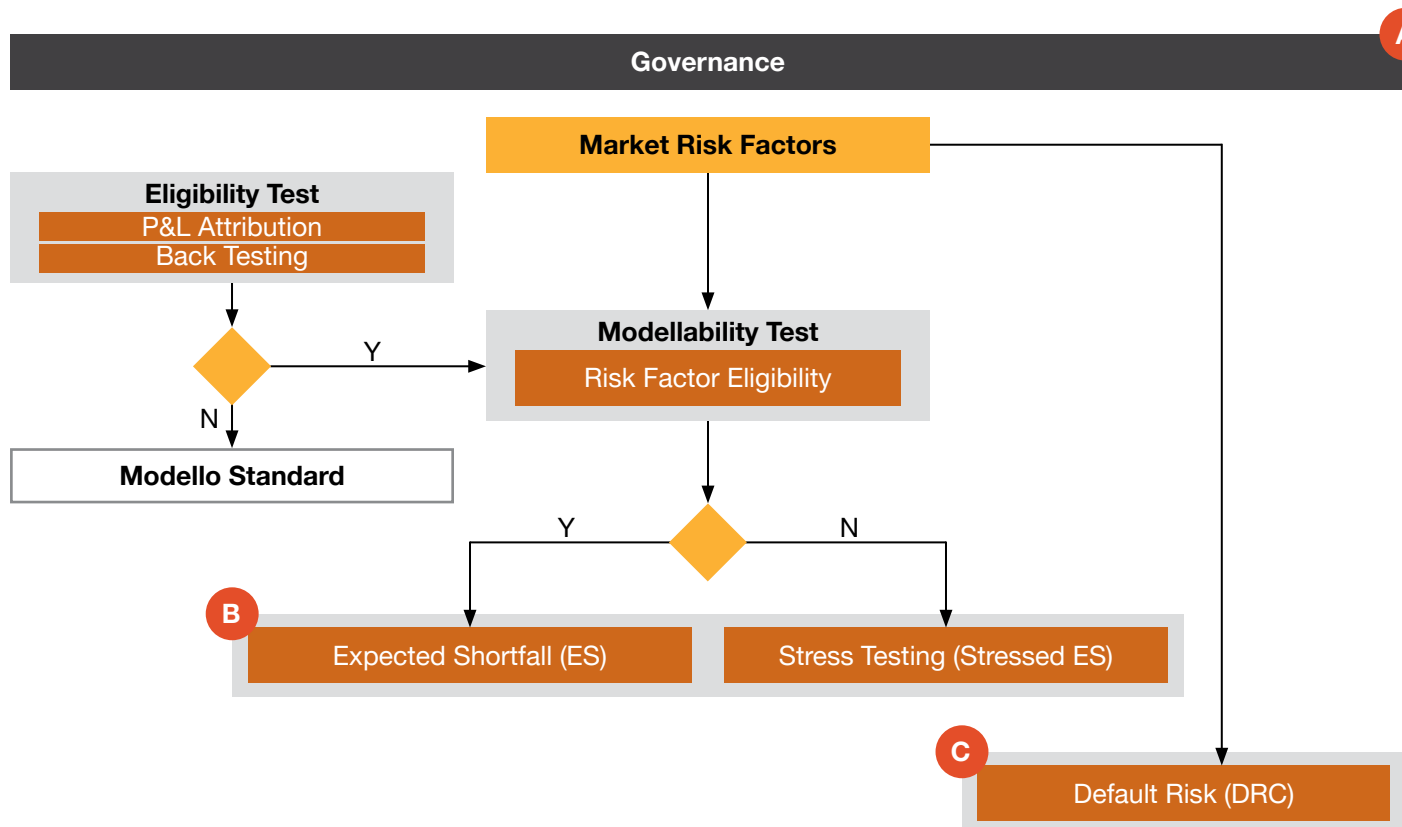 A
Governance
Market Risk Factors
Eligibility Test
P&L Attribution
Back Testing
Modellability Test
Risk Factor Eligibility
Y
N
Modello Standard
Y
N
B
Expected Shortfall (ES)
Stress Testing (Stressed ES)
C
Default Risk (DRC)